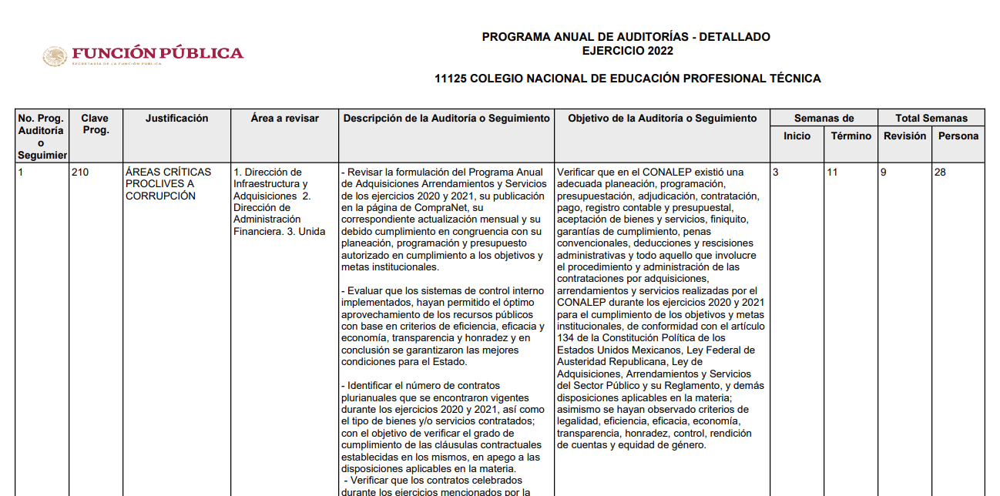 PROGRAMA ANUAL DE AUDITORÍAS - DETALLADO
EJERCICIO 2022
FUNCIÓN PÚBLICA
SECRETARÍA DE LA FUNCIÓN PÚBLICA
11125 COLEGIO NACIONAL DE EDUCACIÓN PROFESIONAL TÉCNICA
No. Prog.
Auditoría
o
Seguimier
Clave
Prog.
Justificación
Área a revisar
Descripción de la Auditoría o Seguimiento
Objetivo de la Auditoría o Seguimiento
Semanas de
Inicio
Término
Total Semanas
Revisión
Persona
1
210
ÁREAS CRÍTICAS
PROCLIVES A
CORRUPCIÓN
1. Dirección de
Infraestructura y
Adquisiciones 2.
Dirección de
Administración
Financiera. 3. Unida
- Revisar la formulación del Programa Anual
de Adquisiciones Arrendamientos y Servicios
de los ejercicios 2020 y 2021, su publicación
en la página de CompraNet, su
correspondiente actualización mensual y su
debido cumplimiento en congruencia con su
planeación, programación y presupuesto
autorizado en cumplimiento a los objetivos y
metas institucionales.
- Evaluar que los sistemas de control interno
implementados, hayan permitido el óptimo
aprovechamiento de los recursos públicos
con base en criterios de eficiencia, eficacia y
economía, transparencia y honradez y en
conclusión se garantizaron las mejores
condiciones para el Estado.
- Identificar el número de contratos
plurianuales que se encontraron vigentes
durante los ejercicios 2020 y 2021, así como
el tipo de bienes y/o servicios contratados;
con el objetivo de verificar el grado de
cumplimiento de las cláusulas contractuales
establecidas en los mismos, en apego a las
disposiciones aplicables en la materia.
- Verificar que los contratos celebrados
durante los ejercicios mencionados por la
Verificar que en el CONALEP existió una
adecuada planeación, programación,
presupuestación, adjudicación, contratación,
pago, registro contable y presupuestal,
aceptación de bienes y servicios, finiquito,
garantías de cumplimiento, penas
convencionales, deducciones y rescisiones
administrativas y todo aquello que involucre
el procedimiento y administración de las
contrataciones por adquisiciones,
arrendamientos y servicios realizadas por el
CONALEP durante los ejercicios 2020 y 2021
para el cumplimiento de los objetivos y metas
institucionales, de conformidad con el artículo
134 de la Constitución Política de los
Estados Unidos Mexicanos, Ley Federal de
Austeridad Republicana, Ley de
Adquisiciones, Arrendamientos y Servicios
del Sector Público y su Reglamento, y demás
disposiciones aplicables en la materia;
asimismo se hayan observado criterios de
legalidad, eficiencia, eficacia, economía,
transparencia, honradez, control, rendición
de cuentas y equidad de género.
3
11
9
28